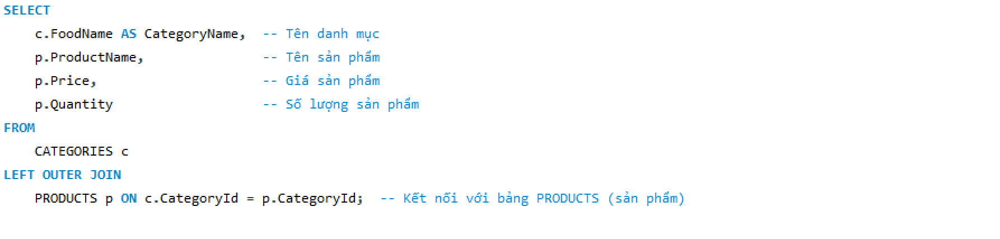 SELECT
c.FoodName AS CategoryName,  -- Tên danh mục
p.ProductName,  -- Tên sản phẩm
p.Price,  -- Giá sản phẩm
p.Quantity  -- Số lượng sản phẩm
FROM
CATEGORIES c
LEFT OUTER JOIN
PRODUCTS p ON c.CategoryId = p.CategoryId;  -- Kết nối với bảng PRODUCTS (sản phẩm)